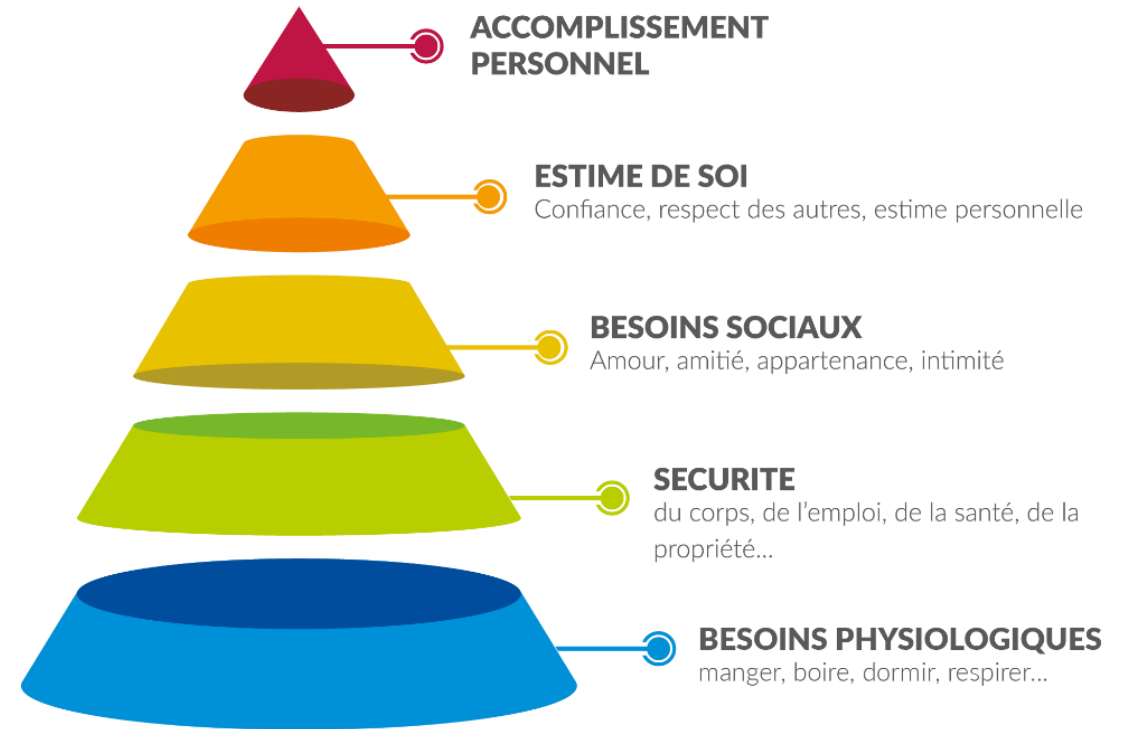 ACCOMPLISSEMENT
PERSONNEL
ESTIME DE SOI
Confiance, respect des autres, estime personnelle
BESOINS SOCIAUX
Amour, amitié, appartenance, intimité
SECURITE
du corps, de l'emploi, de la santé, de la
propriété...
BESOINS PHYSIOLOGIQUES
manger, boire, dormir, respirer...